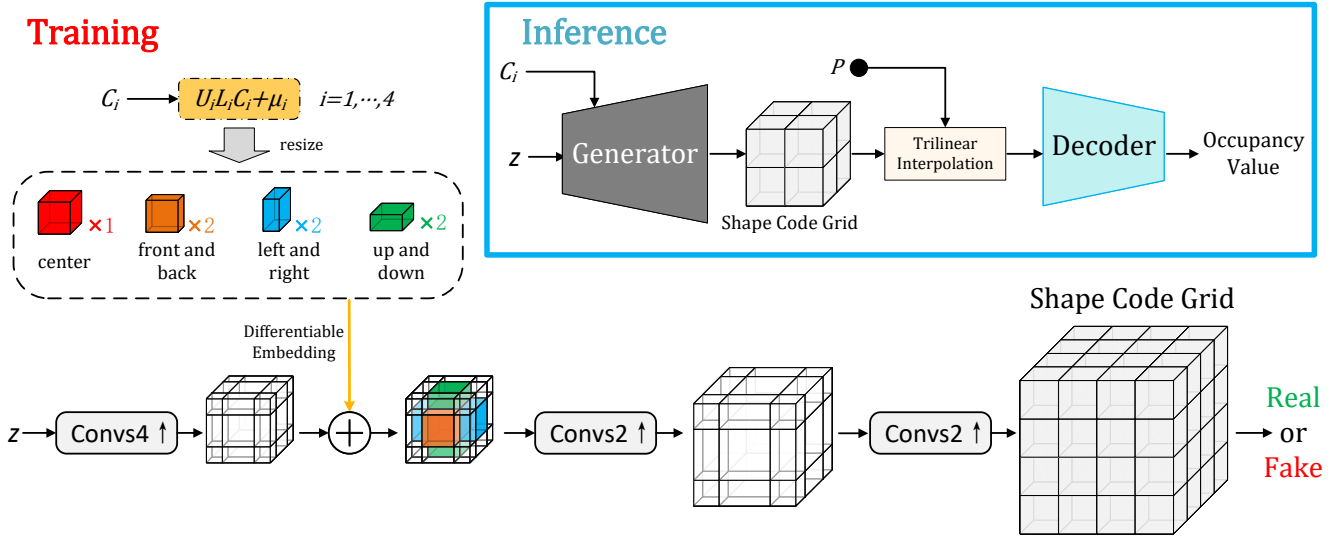 Training
C_i
U_iL_iC_i+μ_i
i=1,···,4
resize
×1
×2
×2
×2
center
front and
back
left and
right
up and
down
Differentiable
Embedding
z
Convs4 ↑
+
Convs2 ↑
Convs2 ↑
Shape Code Grid
Real
or
Fake
Inference
C_i
z
Generator
Shape Code Grid
P
Trilinear
Interpolation
Decoder
Occupancy
Value